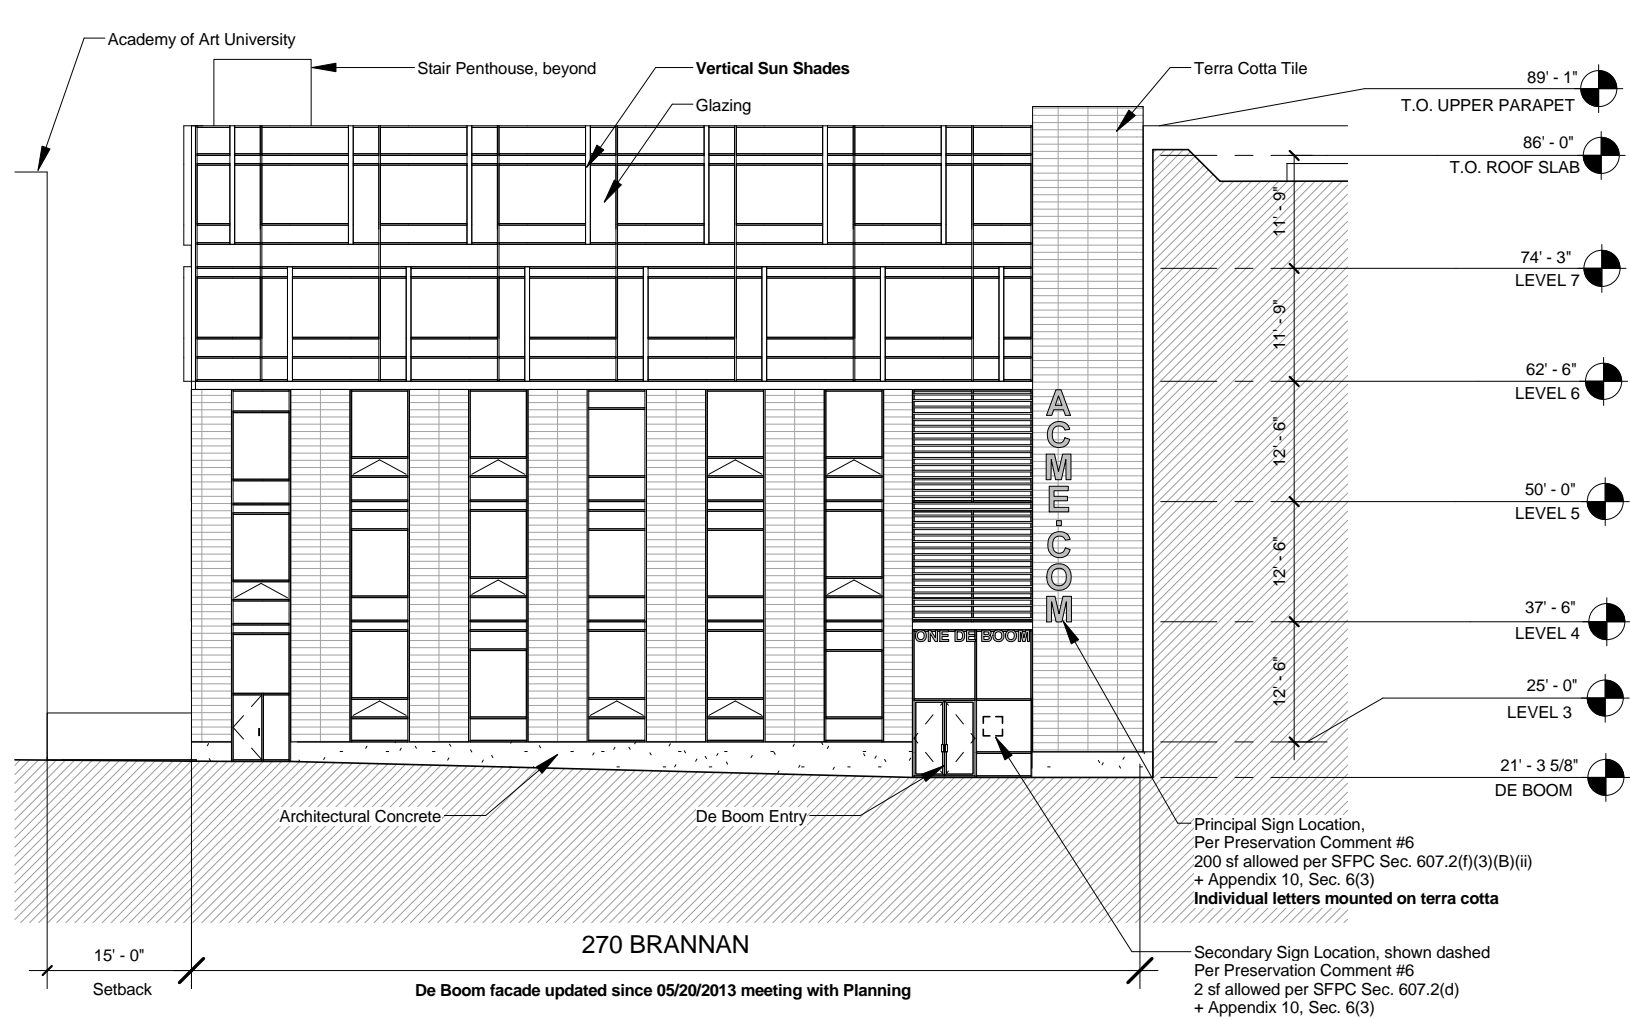 Academy of Art University
Stair Penthouse, beyond
Vertical Sun Shades
Glazing
Terra Cotta Tile
89' - 1"
T.O. UPPER PARAPET
86' - 0"
T.O. ROOF SLAB
11' - 9"
74' - 3"
LEVEL 7
11' - 9"
62' - 6"
LEVEL 6
12' - 6"
50' - 0"
LEVEL 5
12' - 6"
37' - 6"
LEVEL 4
12' - 6"
25' - 0"
LEVEL 3
21' - 3 5/8"
DE BOOM
ACME.COM
ONE DE BOOM
Architectural Concrete
De Boom Entry
Principal Sign Location,
Per Preservation Comment #6
200 sf allowed per SFPC Sec. 607.2(f)(3)(B)(ii)
+ Appendix 10, Sec. 6(3)
Individual letters mounted on terra cotta
Secondary Sign Location, shown dashed
Per Preservation Comment #6
2 sf allowed per SFPC Sec. 607.2(d)
+ Appendix 10, Sec. 6(3)
15' - 0"
Setback
270 BRANNAN
De Boom facade updated since 05/20/2013 meeting with Planning